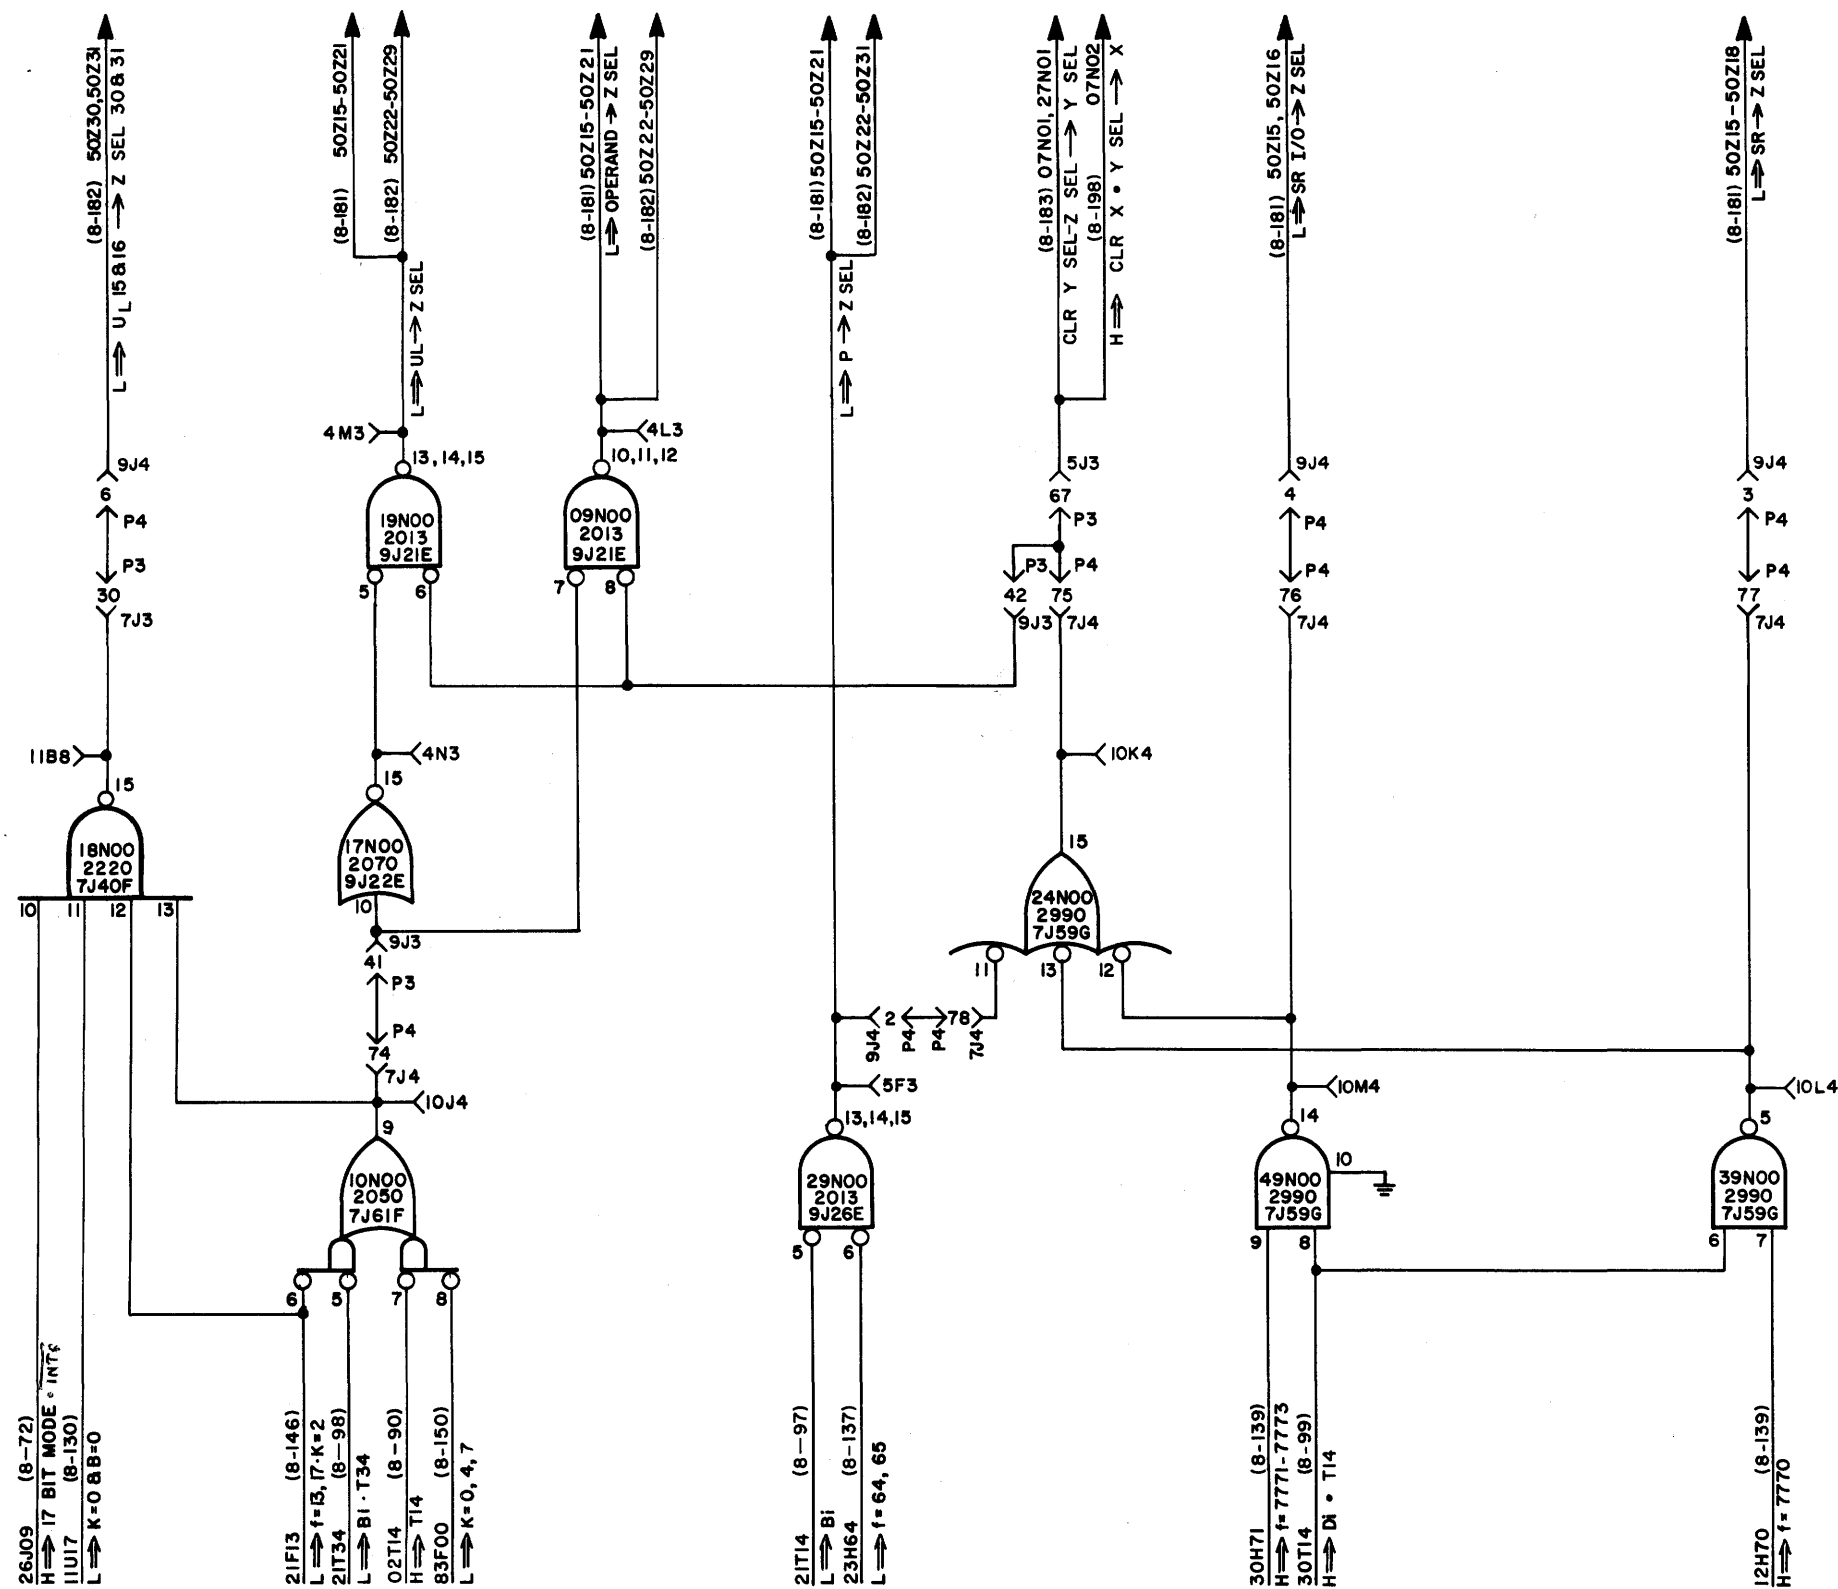 (8-182) 50Z30,50Z31
L⟹ UL 15&16 → Z SEL 30&31
(8-181) 50Z15-50Z21
(8-182) 50Z22-50Z29
L⟹UL→Z SEL
(8-181) 50Z15-50Z21
L⟹OPERAND→Z SEL
(8-182) 50Z22-50Z29
(8-181) 50Z15-50Z21
(8-182) 50Z22-50Z31
L⟹ P→Z SEL
(8-183) 07N01, 27N01
CLR Y SEL-Z SEL → Y SEL
(8-198) 07N02
H⟹ CLR X • Y SEL → X
(8-181) 50Z15, 50Z16
L⟹SR I/O→Z SEL
(8-181) 50Z15-50Z18
L⟹SR→Z SEL
4M3
4L3
13,14,15
10,11,12
9J4
5J3
9J4
9J4
6
67
4
3
P4
P3
P4
P4
19N00
2013
9J21E
09N00
2013
9J21E
P3
P3
P4
P4
P4
5
6
7
8
30
42
75
76
77
7J3
9J3
7J4
7J4
7J4
11B8
4N3
10K4
15
15
18N00
2220
7J40F
17N00
2070
9J22E
15
24N00
2990
7J59G
10
11
12
13
10
9J3
41
P3
P4
74
7J4
11
13
12
2
78
9J4
P4
P4
7J4
10J4
5F3
10M4
10L4
9
13,14,15
14
5
10N00
2050
7J61F
29N00
2013
9J26E
49N00
2990
7J59G
10
39N00
2990
7J59G
6
5
7
8
5
6
9
8
6
7
26J09 (8-72)
H⟹ 17 BIT MODE • INTS
11U17 (8-130)
L⟹ K=0 & B=0
21F13 (8-146)
L⟹ f=13, 17·K=2
21T34 (8-98)
L⟹ B1 · T34
02T14 (8-90)
H⟹ T14
83F00 (8-150)
L⟹ K=0, 4, 7
21T14 (8-97)
L⟹ Bi
23H64 (8-137)
L⟹ f=64, 65
30H71 (8-139)
H⟹ f=7771-7773
30T14 (8-99)
H⟹ Di • T14
12H70 (8-139)
H⟹ f=7770